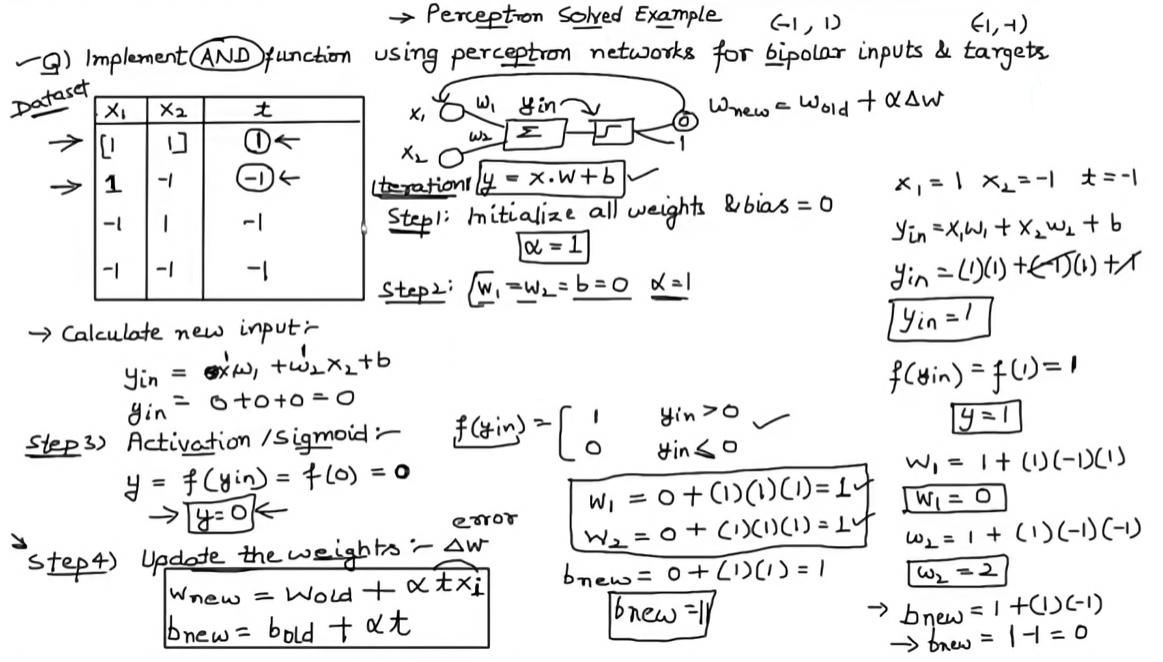 → Perceptron Solved Example
(-1, 1) (-1, -1)
Q) Implement AND function using perceptron networks for bipolar inputs & targets
Dataset
x₁ x₂ t
→ [1 1] 1 ←
→ 1 -1 -1 ←
-1 1 -1
-1 -1 -1
x₁ w₁ yin
x₂ w₂ Σ
0
1
Wnew = Wold + αΔw
Iteration1 y = x.w+b ✓
Step1: Initialize all weights & bias = 0
α = 1
Step2: w₁ = w₂ = b = 0 α=1
→ Calculate new input:-
yin = x₁w₁ + w₂x₂ + b
yin = 0+0+0 = 0
Step3) Activation/Sigmoid:-
y = f(yin) = f(0) = 0
→ y=0 ←
f(yin) = { 1 yin > 0 ✓
0 yin ≤ 0
Step4) Update the weights:- Δw
error
Wnew = Wold + α t xi
bnew = bold + αt
W₁ = 0 + (1)(1)(1) = 1 ✓
W₂ = 0 + (1)(1)(1) = 1 ✓
bnew = 0 + (1)(1) = 1
bnew = 1
x₁ = 1 x₂ = -1 t = -1
yin = x₁w₁ + x₂w₂ + b
yin = (1)(1) + (-1)(1) + 1
yin = 1
f(yin) = f(1) = 1
y = 1
W₁ = 1 + (1)(-1)(1)
W₁ = 0
W₂ = 1 + (1)(-1)(-1)
W₂ = 2
→ bnew = 1 + (1)(-1)
→ bnew = 1-1 = 0